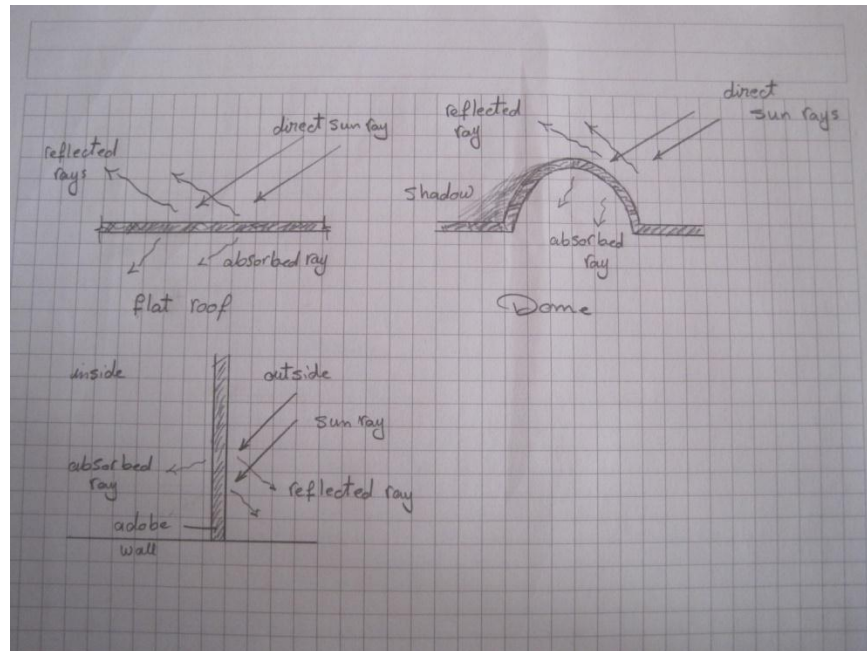 direct sun ray
reflected
rays
absorbed ray
flat roof
direct
sun rays
reflected
ray
shadow
absorbed
ray
Dome
inside
outside
sun ray
absorbed
ray
reflected ray
adobe
wall